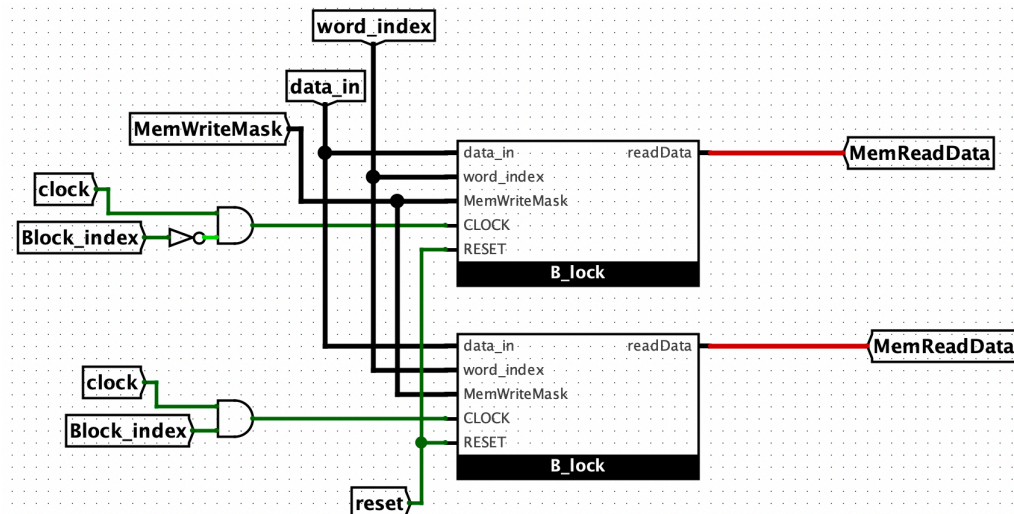 word_index
data_in
MemWriteMask
data_in
readData
MemReadData
word_index
clock
MemWriteMask
Block_index
CLOCK
RESET
B_lock
data_in
readData
MemReadData
word_index
clock
MemWriteMask
Block_index
CLOCK
RESET
B_lock
reset